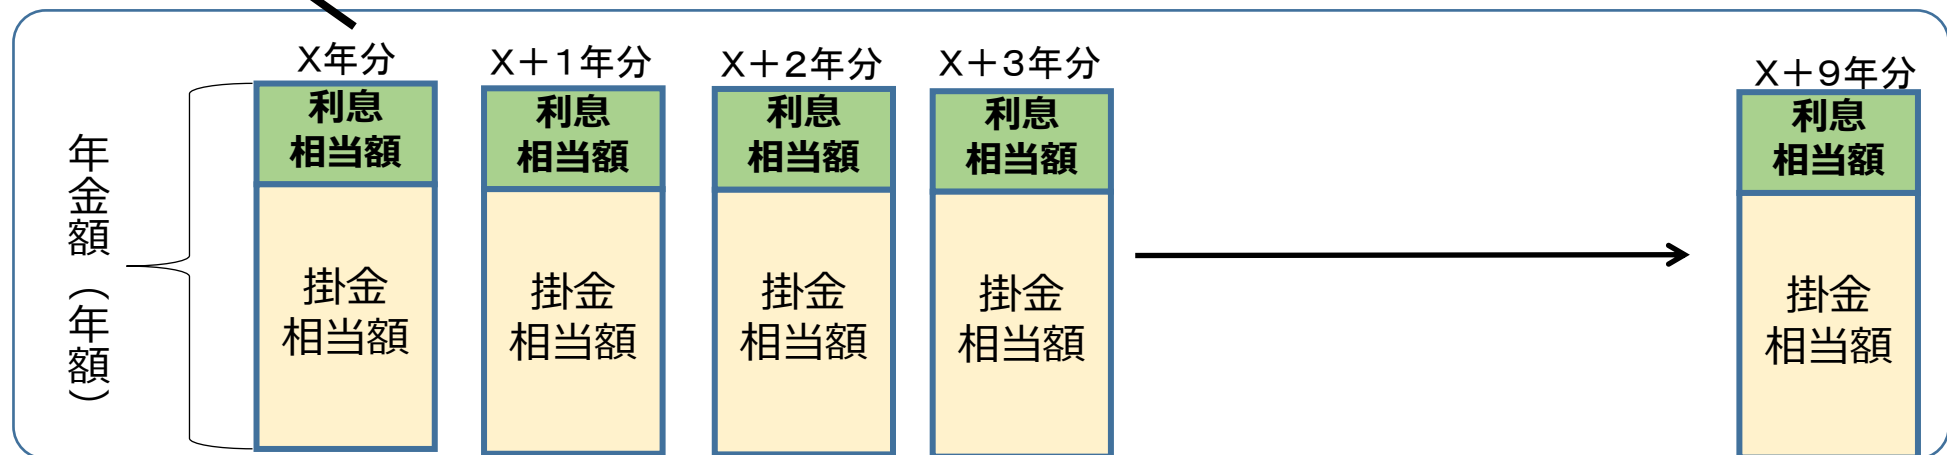 X年分
X＋1年分
X＋2年分
X＋3年分
X＋9年分
年金額（年額）
利息
相当額
掛金
相当額
利息
相当額
掛金
相当額
利息
相当額
掛金
相当額
利息
相当額
掛金
相当額
利息
相当額
掛金
相当額